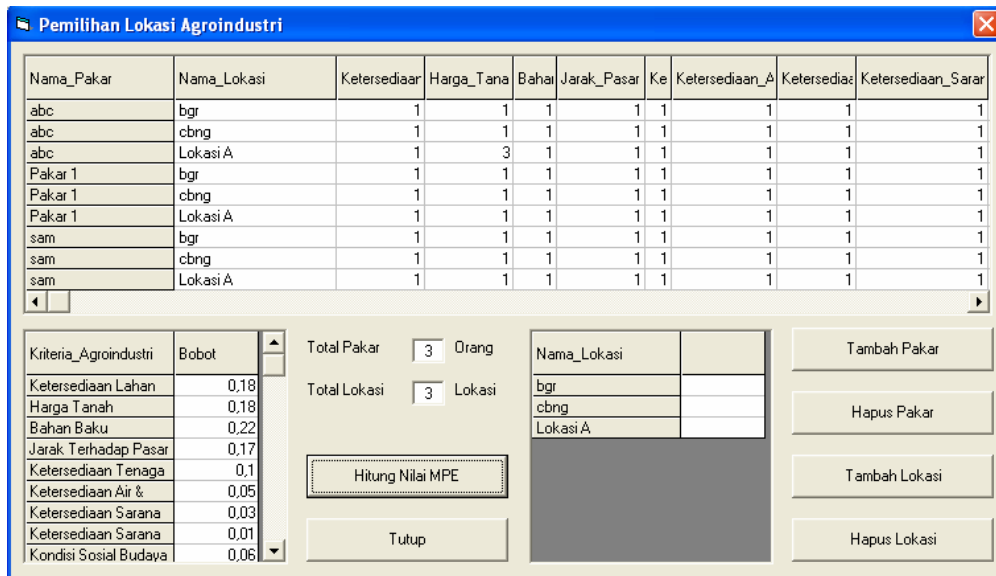 Pemilihan Lokasi Agroindustri
Nama_Pakar Nama_Lokasi Ketersediaar Harga_Tana Bahai Jarak_Pasar Ke Ketersediaan_A Ketersediaa Ketersediaan_Sarar
abc bgr 1 1 1 1 1 1 1 1
abc cbng 1 1 1 1 1 1 1 1
abc Lokasi A 1 3 1 1 1 1 1 1
Pakar 1 bgr 1 1 1 1 1 1 1 1
Pakar 1 cbng 1 1 1 1 1 1 1 1
Pakar 1 Lokasi A 1 1 1 1 1 1 1 1
sam bgr 1 1 1 1 1 1 1 1
sam cbng 1 1 1 1 1 1 1 1
sam Lokasi A 1 1 1 1 1 1 1 1
Kriteria_Agroindustri Bobot
Ketersediaan Lahan 0,18
Harga Tanah 0,18
Bahan Baku 0,22
Jarak Terhadap Pasar 0,17
Ketersediaan Tenaga 0,1
Ketersediaan Air & 0,05
Ketersediaan Sarana 0,03
Ketersediaan Sarana 0,01
Kondisi Sosial Budaya 0,06
Total Pakar 3 Orang
Total Lokasi 3 Lokasi
Hitung Nilai MPE
Tutup
Nama_Lokasi
bgr
cbng
Lokasi A
Tambah Pakar
Hapus Pakar
Tambah Lokasi
Hapus Lokasi